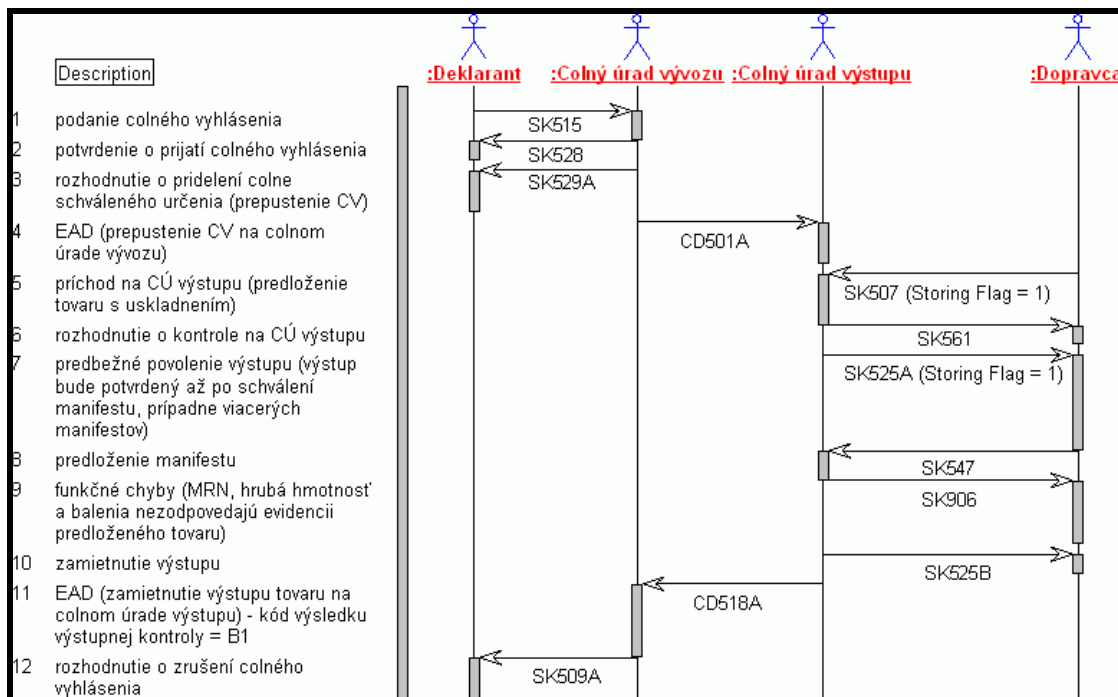 Description
:Deklarant :Colný úrad vývozu :Colný úrad výstupu :Dopravca
1 podanie colného vyhlásenia
SK515
2 potvrdenie o prijatí colného vyhlásenia
SK528
3 rozhodnutie o pridelení colne
schváleného určenia (prepustenie CV)
SK529A
4 EAD (prepustenie CV na colnom
úrade vývozu)
CD501A
5 príchod na CÚ výstupu (predloženie
tovaru s uskladnením)
SK507 (Storing Flag = 1)
6 rozhodnutie o kontrole na CÚ výstupu
SK561
7 predbežné povolenie výstupu (výstup
bude potvrdený až po schválení
manifestu, prípadne viacerých
manifestov)
SK525A (Storing Flag = 1)
8 predloženie manifestu
SK547
9 funkčné chyby (MRN, hrubá hmotnosť
a balenia nezodpovedajú evidencii
predloženého tovaru)
SK906
10 zamietnutie výstupu
SK525B
11 EAD (zamietnutie výstupu tovaru na
colnom úrade výstupu) - kód výsledku
výstupnej kontroly = B1
CD518A
12 rozhodnutie o zrušení colného
vyhlásenia
SK509A